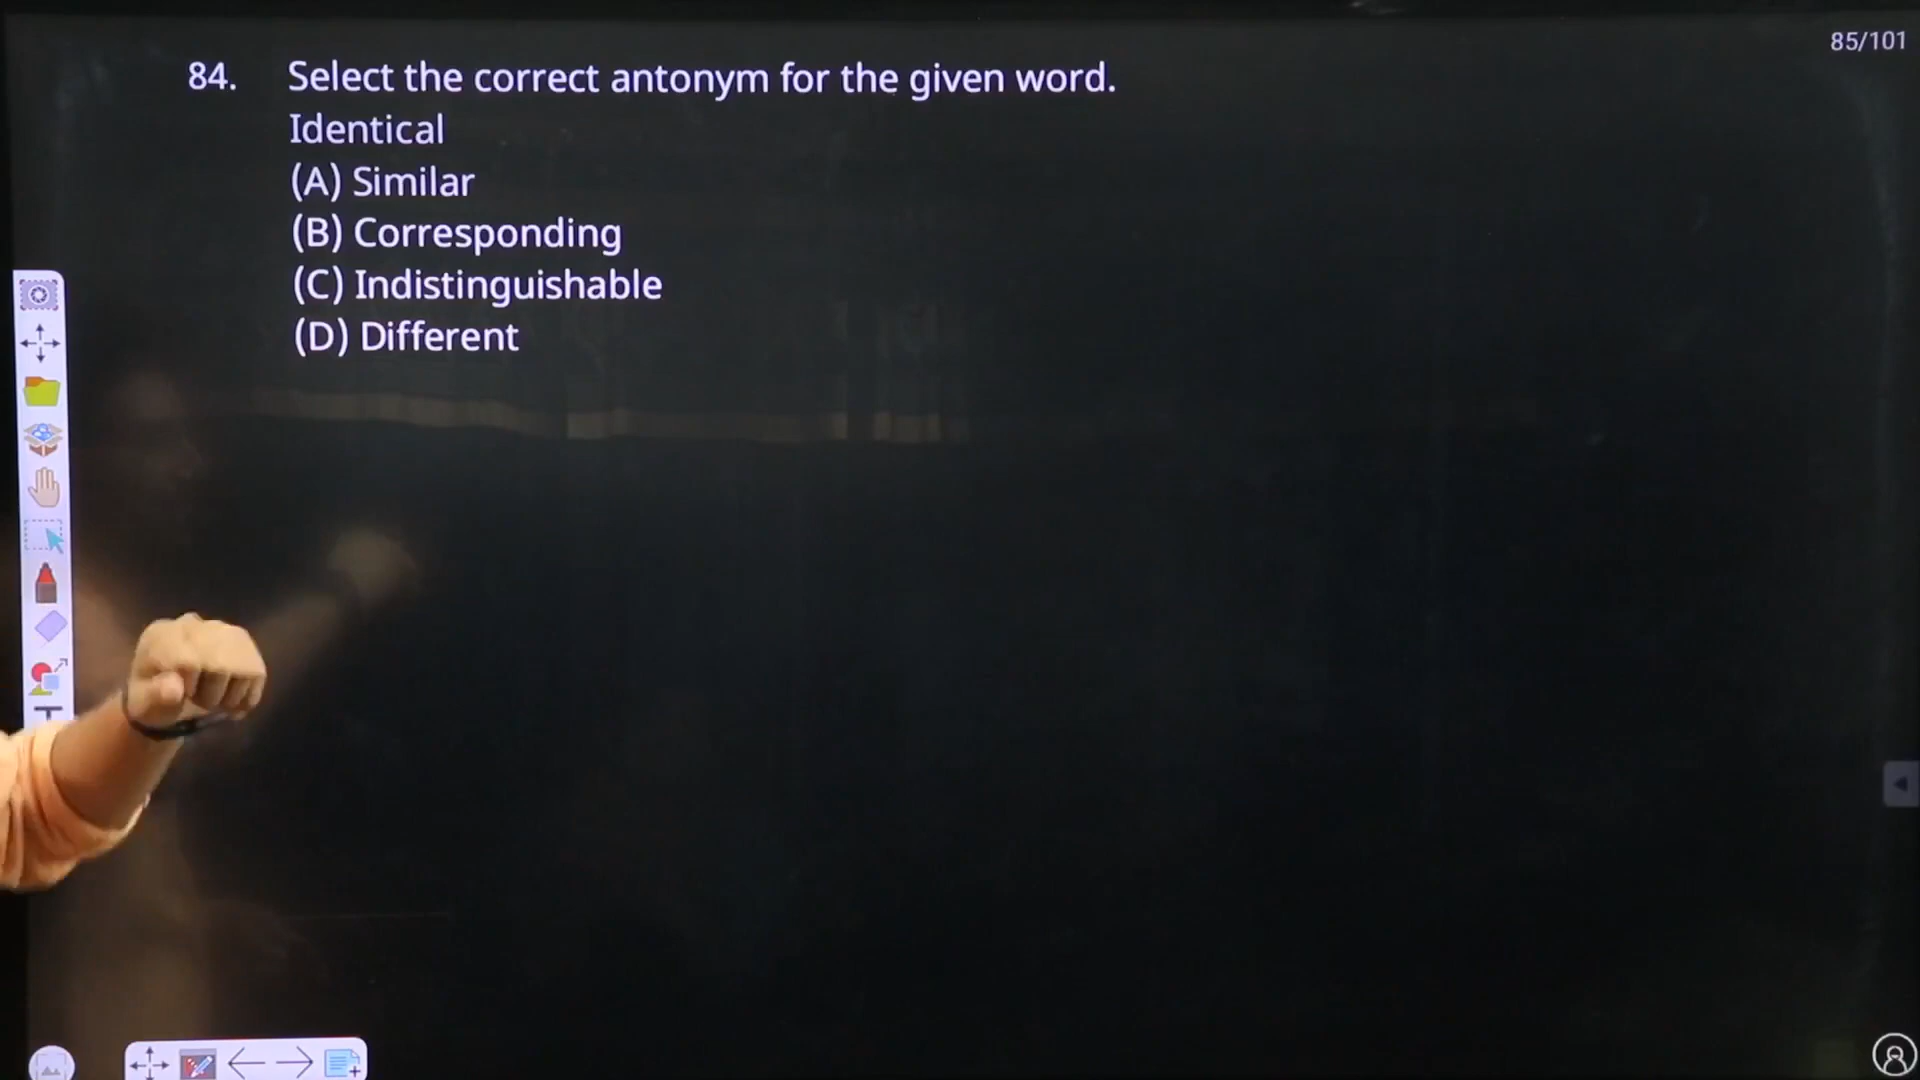 85/101
84. Select the correct antonym for the given word.
Identical
(A) Similar
(B) Corresponding
(C) Indistinguishable
(D) Different